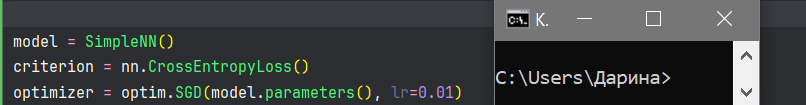 model = SimpleNN()
criterion = nn.CrossEntropyLoss()
optimizer = optim.SGD(model.parameters(), lr=0.01)
C:\. К.
C:\Users\Дарина>